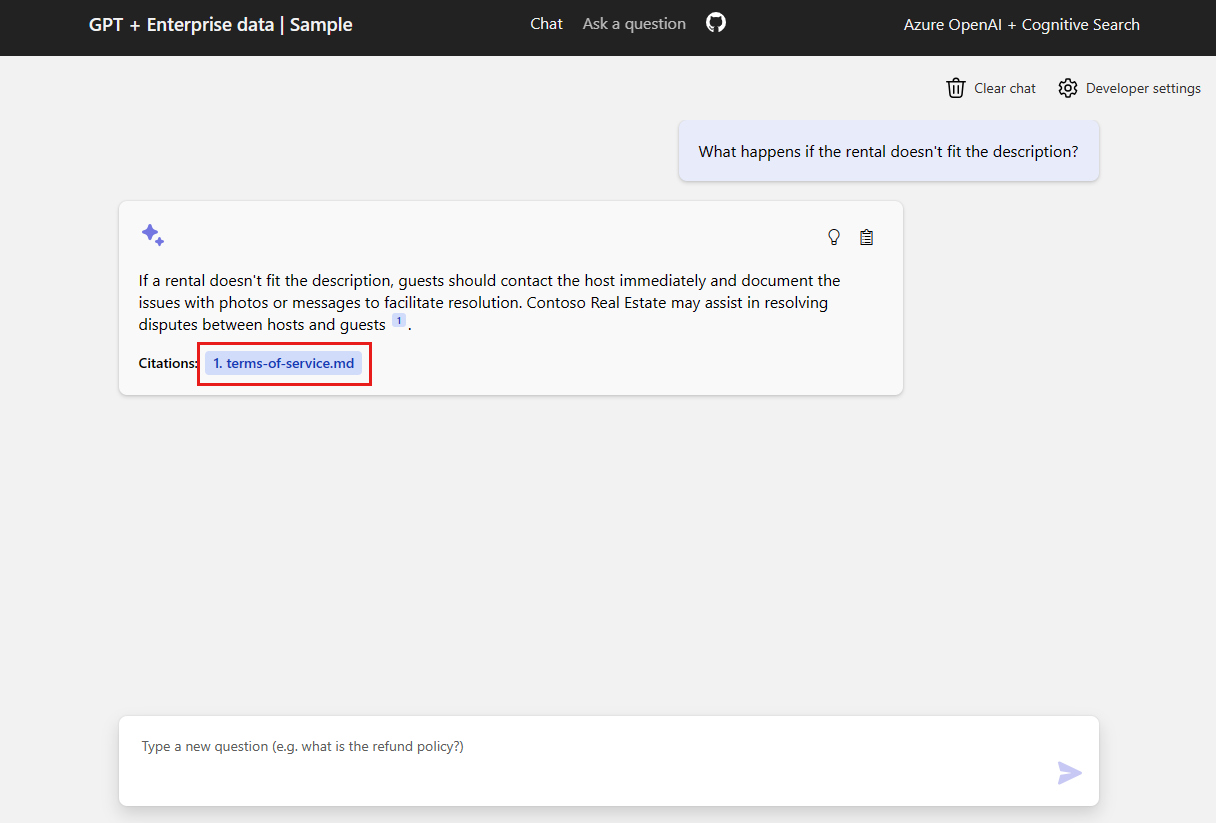 GPT + Enterprise data | Sample
Chat
Ask a question
Azure OpenAI + Cognitive Search
Clear chat
Developer settings
What happens if the rental doesn't fit the description?
If a rental doesn't fit the description, guests should contact the host immediately and document the
issues with photos or messages to facilitate resolution. Contoso Real Estate may assist in resolving
disputes between hosts and guests 1 .
Citations: 1. terms-of-service.md
Type a new question (e.g. what is the refund policy?)